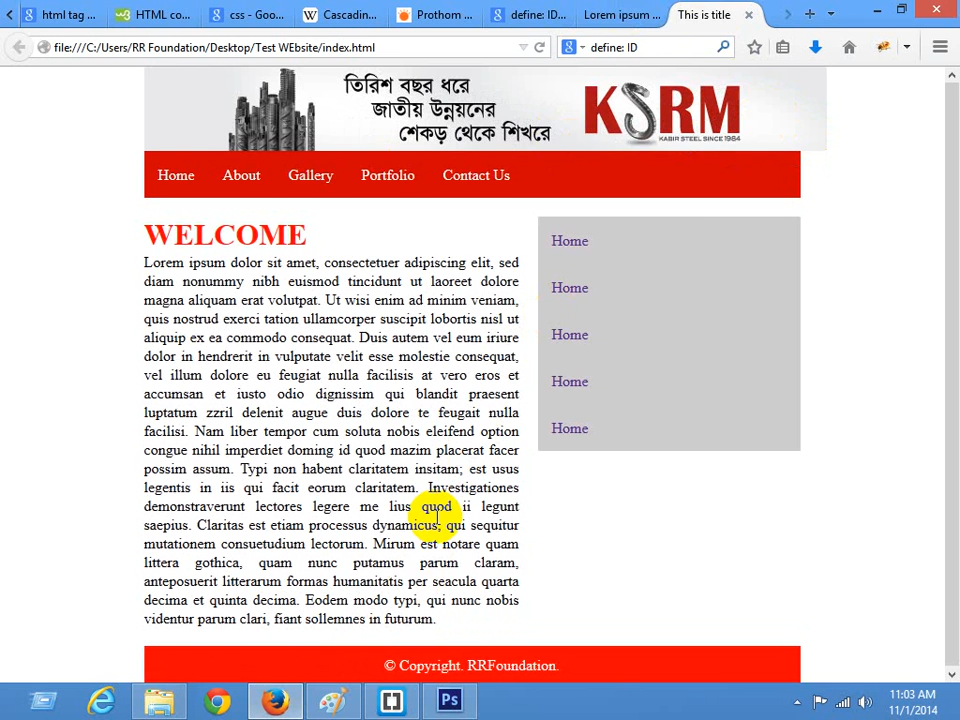 html tag ...
HTML co...
css - Goo...
Cascadin...
Prothom ...
define: ID...
Lorem ipsum ...
This is title
file:///C:/Users/RR Foundation/Desktop/Test WEbsite/index.html
define: ID
তিরিশ বছর ধরে
জাতীয় উন্নয়নের
শেকড় থেকে শিখরে
KSRM
KABIR STEEL SINCE 1984
Home About Gallery Portfolio Contact Us
WELCOME
Lorem ipsum dolor sit amet, consectetuer adipiscing elit, sed
diam nonummy nibh euismod tincidunt ut laoreet dolore
magna aliquam erat volutpat. Ut wisi enim ad minim veniam,
quis nostrud exerci tation ullamcorper suscipit lobortis nisl ut
aliquip ex ea commodo consequat. Duis autem vel eum iriure
dolor in hendrerit in vulputate velit esse molestie consequat,
vel illum dolore eu feugiat nulla facilisis at vero eros et
accumsan et iusto odio dignissim qui blandit praesent
luptatum zzril delenit augue duis dolore te feugait nulla
facilisi. Nam liber tempor cum soluta nobis eleifend option
congue nihil imperdiet doming id quod mazim placerat facer
possim assum. Typi non habent claritatem insitam; est usus
legentis in iis qui facit eorum claritatem. Investigationes
demonstraverunt lectores legere me lius quod ii legunt
saepius. Claritas est etiam processus dynamicus, qui sequitur
mutationem consuetudium lectorum. Mirum est notare quam
littera gothica, quam nunc putamus parum claram,
anteposuerit litterarum formas humanitatis per seacula quarta
decima et quinta decima. Eodem modo typi, qui nunc nobis
videntur parum clari, fiant sollemnes in futurum.
Home
Home
Home
Home
Home
© Copyright. RRFoundation.
Ps
11:03 AM
11/1/2014